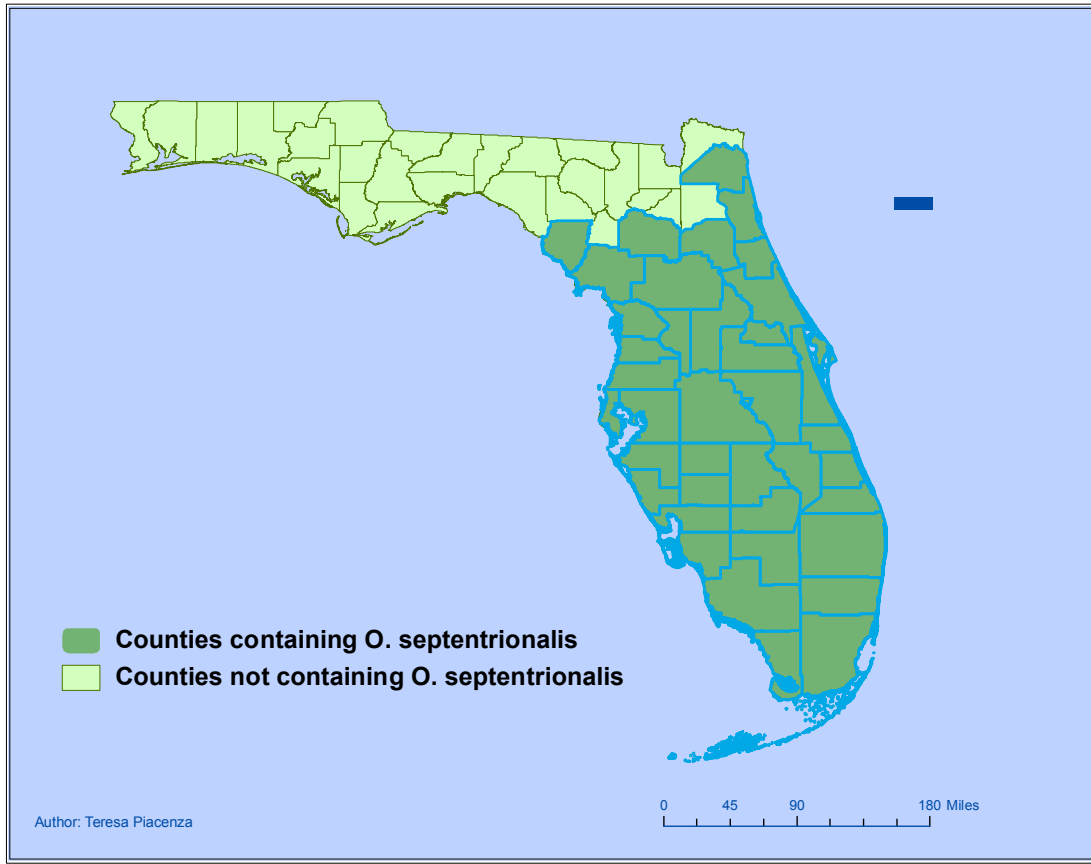 Counties containing O. septentrionalis
Counties not containing O. septentrionalis
0 45 90 180 Miles
Author: Teresa Piacenza